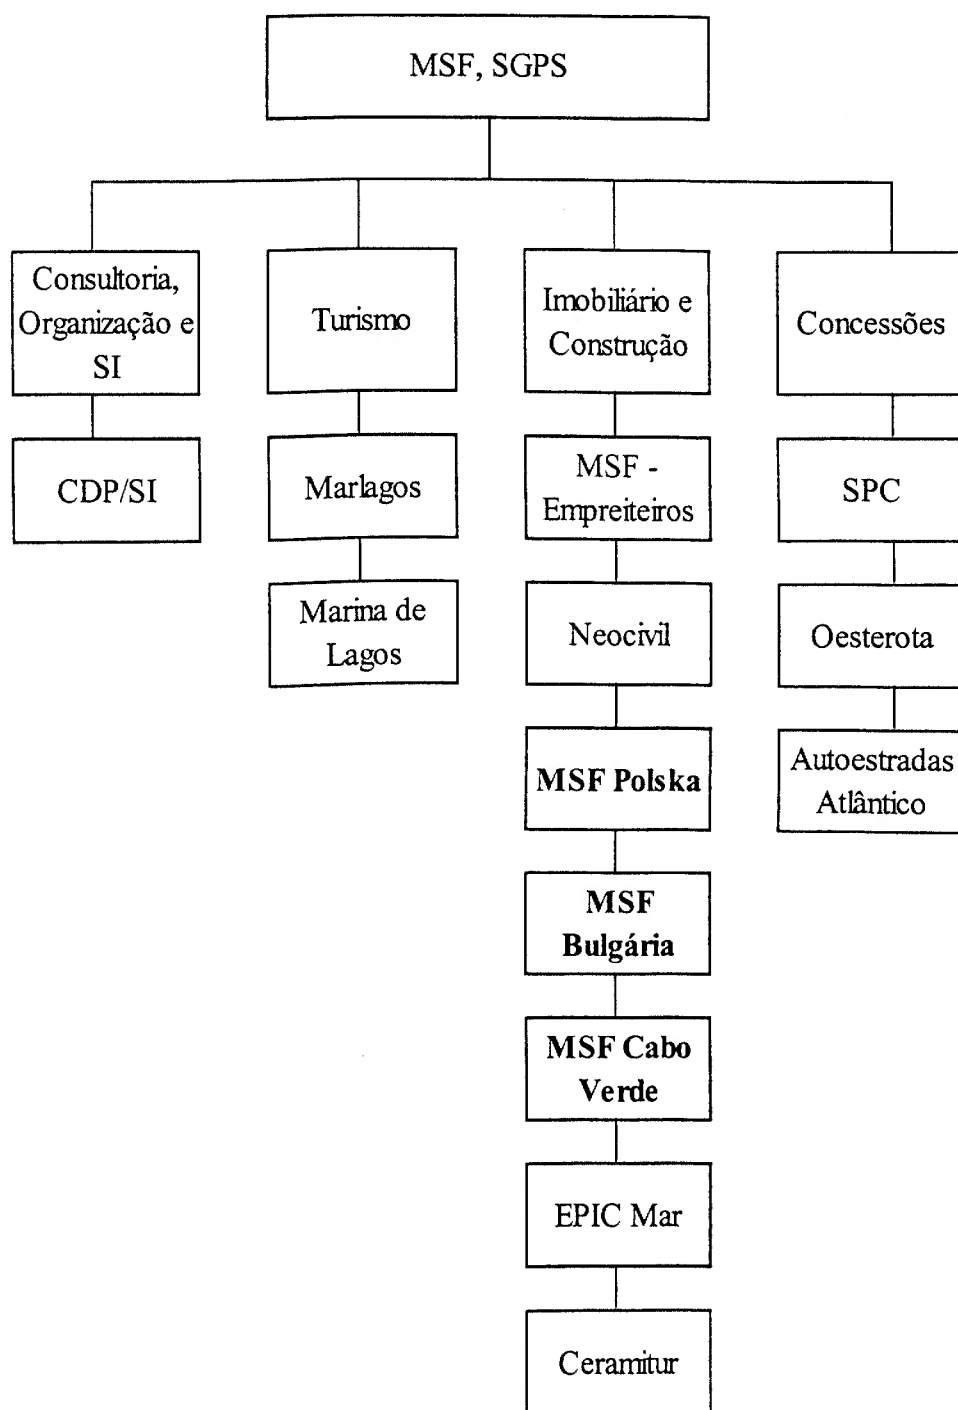 MSF, SGPS
Consultoria,
Organização e
SI
Turismo
Imobiliário e
Construção
Concessões
CDP/SI
Marlagos
MSF -
Empreiteiros
SPC
Marina de
Lagos
Neocivil
Oesterota
MSF Polska
Autoestradas
Atlântico
MSF
Bulgária
MSF Cabo
Verde
EPIC Mar
Ceramitur